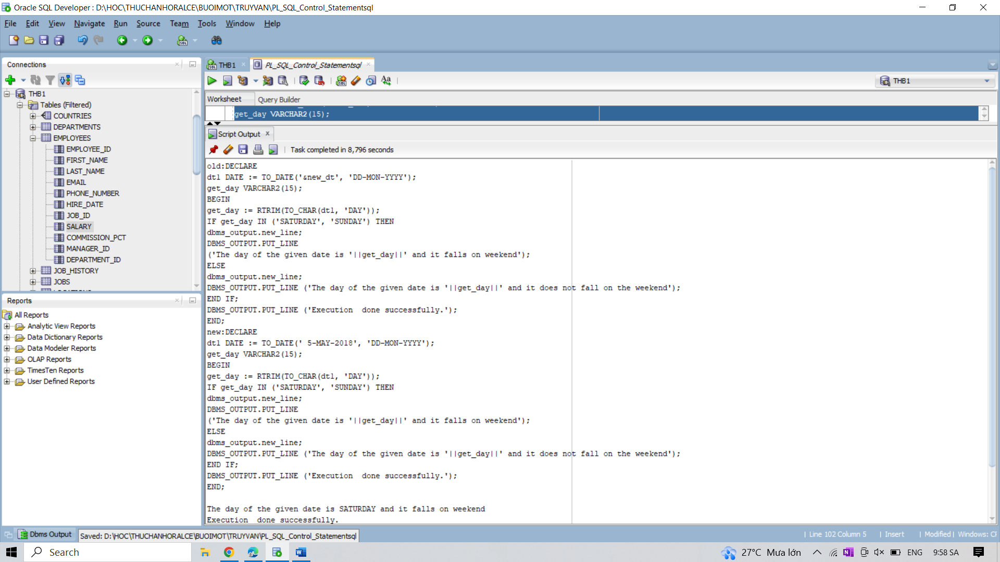 Oracle SQL Developer : D:\HOC\THUCHANHORALCE\BUOIMOT\TRUYVAN\PL_SQL_Control_Statementsql
File Edit View Navigate Run Source Team Tools Window Help
Connections
THB1
Tables (Filtered)
COUNTRIES
DEPARTMENTS
EMPLOYEES
EMPLOYEE_ID
FIRST_NAME
LAST_NAME
EMAIL
PHONE_NUMBER
HIRE_DATE
JOB_ID
SALARY
COMMISSION_PCT
MANAGER_ID
DEPARTMENT_ID
JOB_HISTORY
JOBS
Reports
All Reports
Analytic View Reports
Data Dictionary Reports
Data Modeler Reports
OLAP Reports
TimesTen Reports
User Defined Reports
THB1 PL_SQL_Control_Statementsql
THB1
Worksheet Query Builder
get_day VARCHAR2(15);
Script Output
Task completed in 8,796 seconds
old:DECLARE
dt1 DATE := TO_DATE('&new_dt', 'DD-MON-YYYY');
get_day VARCHAR2(15);
BEGIN
get_day := RTRIM(TO_CHAR(dt1, 'DAY'));
IF get_day IN ('SATURDAY', 'SUNDAY') THEN
dbms_output.new_line;
DBMS_OUTPUT.PUT_LINE
('The day of the given date is '||get_day||' and it falls on weekend');
ELSE
dbms_output.new_line;
DBMS_OUTPUT.PUT_LINE ('The day of the given date is '||get_day||' and it does not fall on the weekend');
END IF;
DBMS_OUTPUT.PUT_LINE ('Execution  done successfully.');
END;
new:DECLARE
dt1 DATE := TO_DATE(' 5-MAY-2018', 'DD-MON-YYYY');
get_day VARCHAR2(15);
BEGIN
get_day := RTRIM(TO_CHAR(dt1, 'DAY'));
IF get_day IN ('SATURDAY', 'SUNDAY') THEN
dbms_output.new_line;
DBMS_OUTPUT.PUT_LINE
('The day of the given date is '||get_day||' and it falls on weekend');
ELSE
dbms_output.new_line;
DBMS_OUTPUT.PUT_LINE ('The day of the given date is '||get_day||' and it does not fall on the weekend');
END IF;
DBMS_OUTPUT.PUT_LINE ('Execution  done successfully.');
END;
The day of the given date is SATURDAY and it falls on weekend
Execution  done successfully.
Dbms Output
Saved: D:\HOC\THUCHANHORALCE\BUOIMOT\TRUYVAN\PL_SQL_Control_Statementsql
| Line 102 Column 5 | Insert | Modified | Windows: CF
Search
27°C Mưa lớn
ENG
9:58 SA